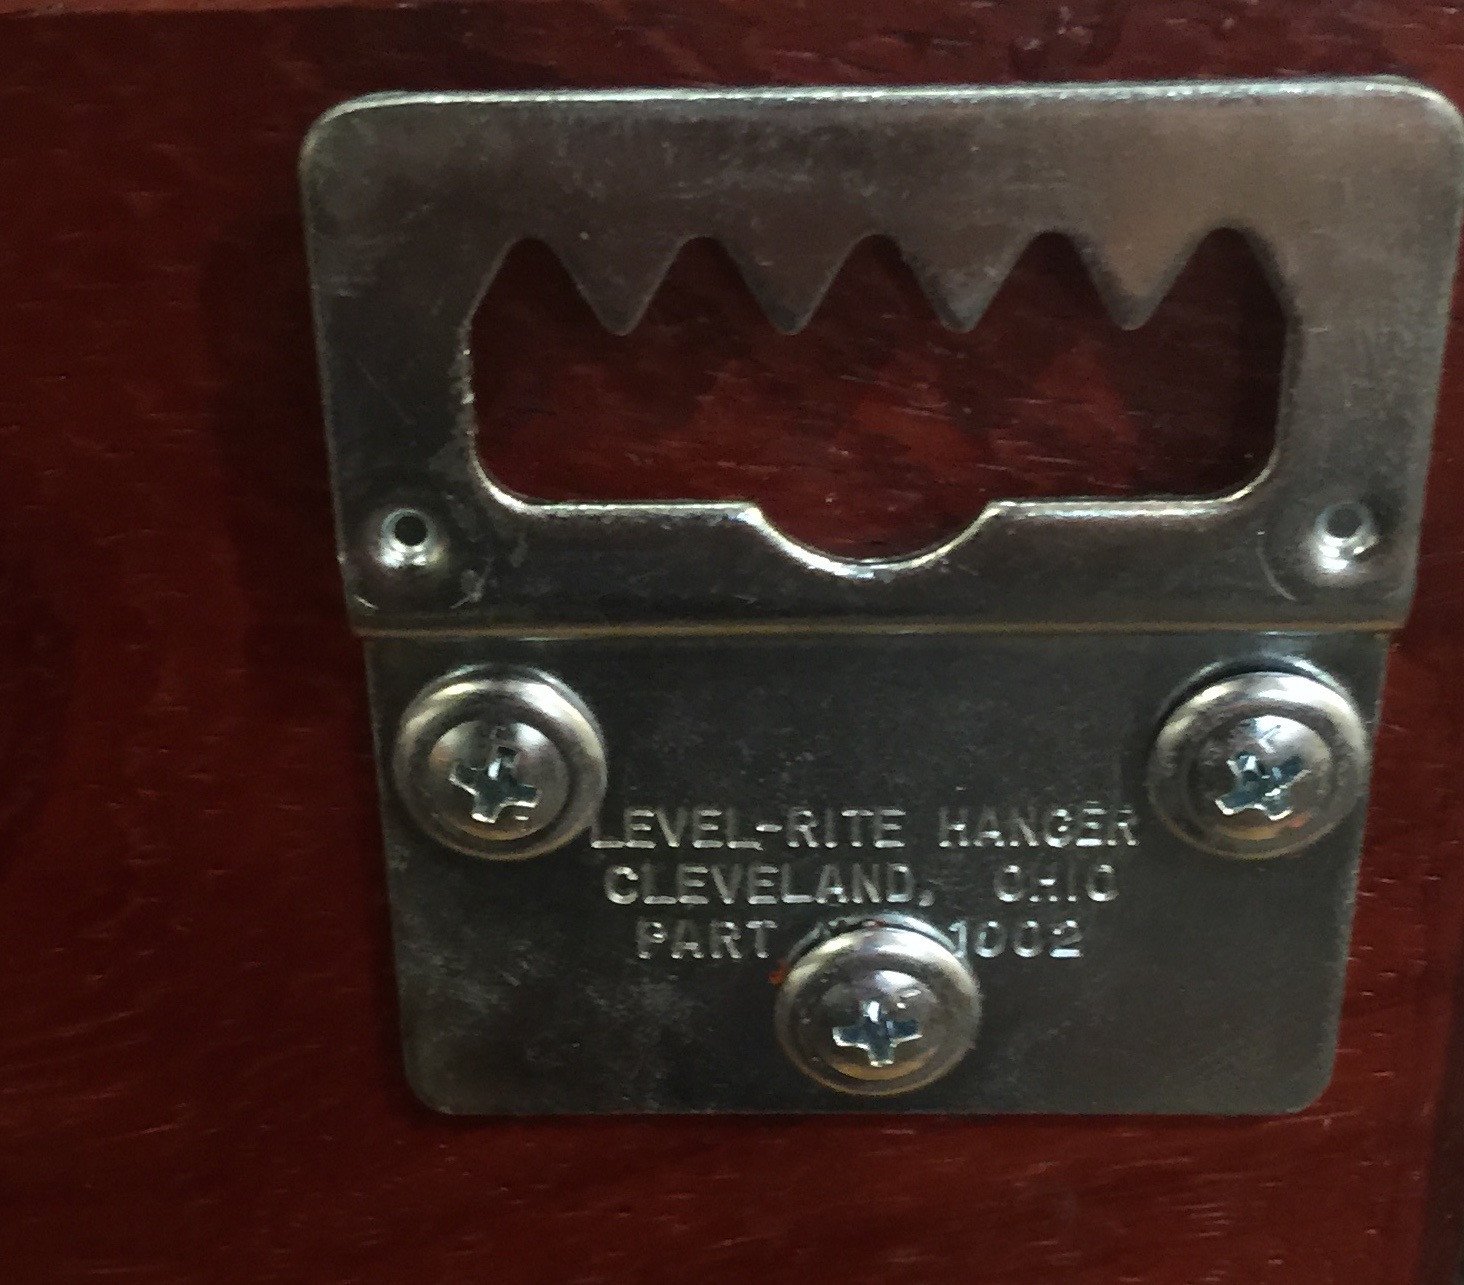 LEVEL-RITE HANGER
CLEVELAND, OHIO
PART 1002